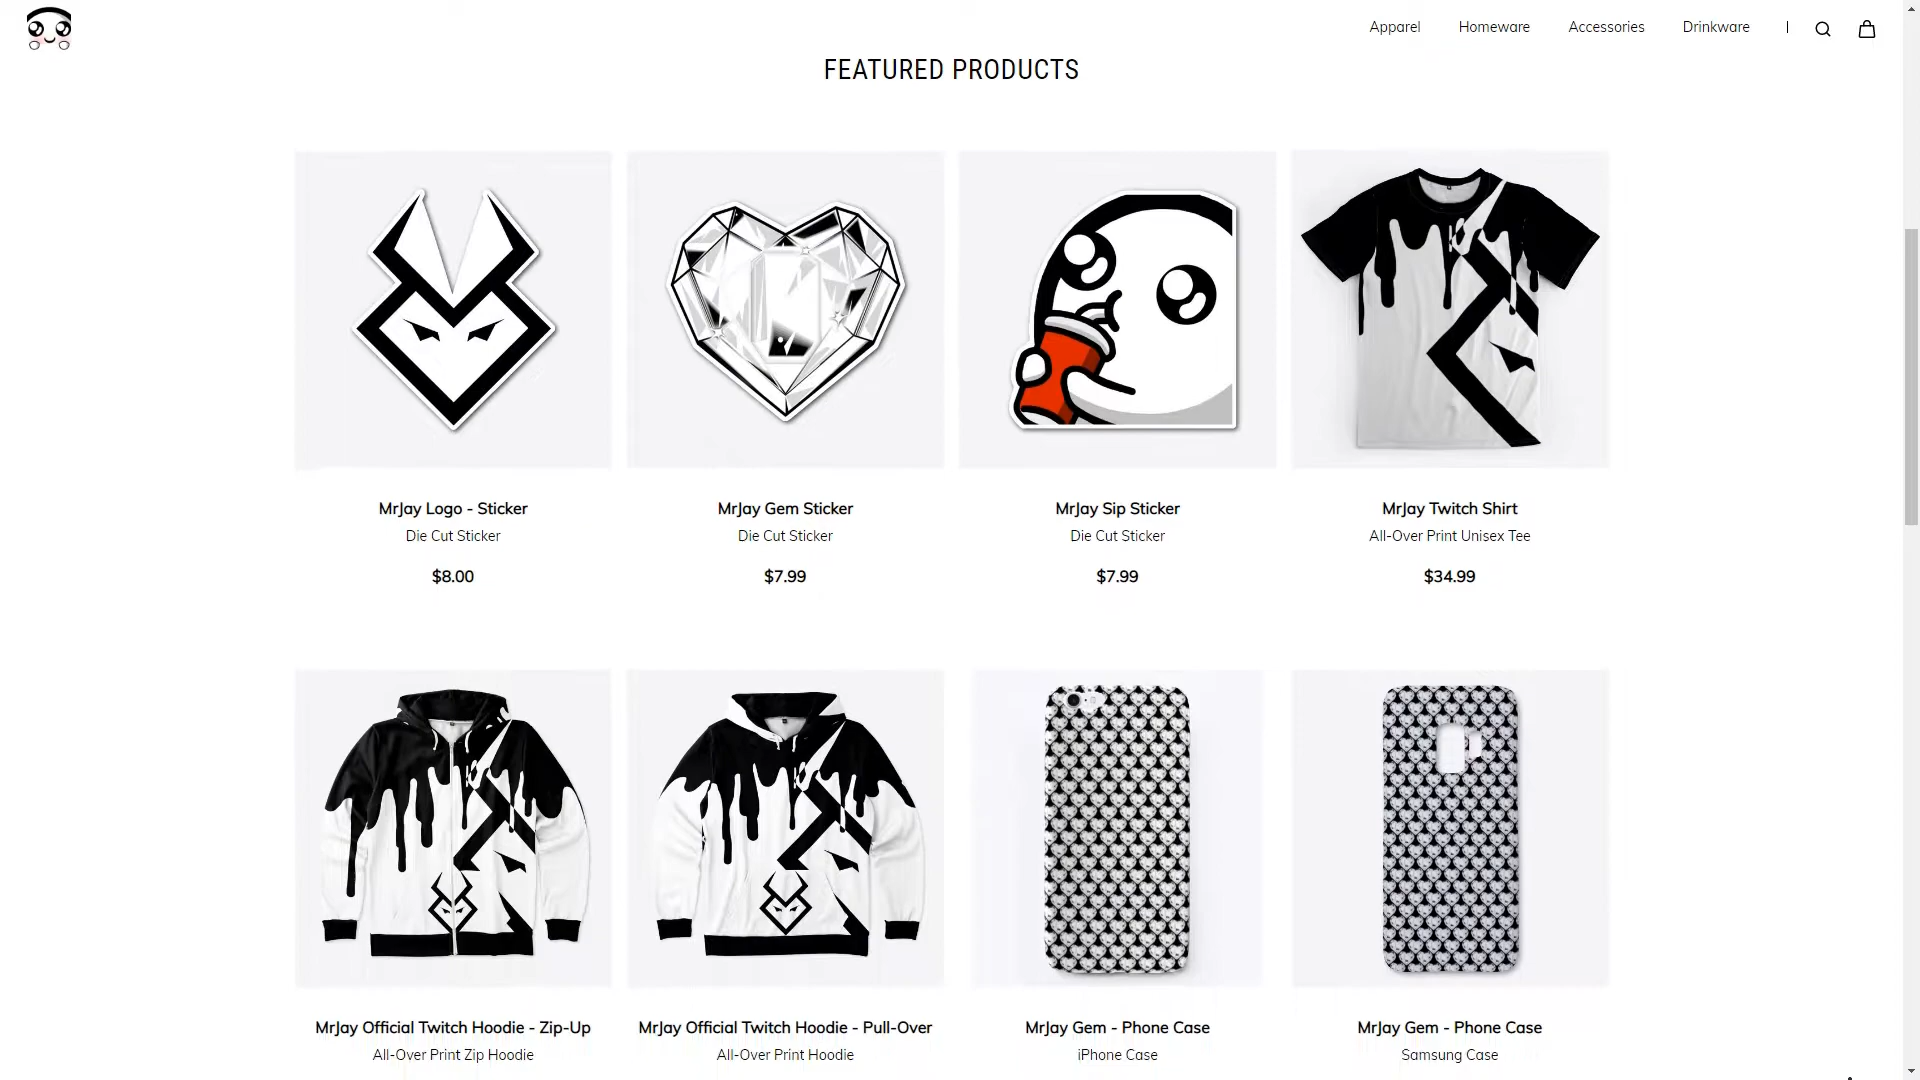 Apparel Homeware Accessories Drinkware |
FEATURED PRODUCTS
MrJay Logo - Sticker
Die Cut Sticker
$8.00
MrJay Gem Sticker
Die Cut Sticker
$7.99
MrJay Sip Sticker
Die Cut Sticker
$7.99
MrJay Twitch Shirt
All-Over Print Unisex Tee
$34.99
MrJay Official Twitch Hoodie - Zip-Up
All-Over Print Zip Hoodie
MrJay Official Twitch Hoodie - Pull-Over
All-Over Print Hoodie
MrJay Gem - Phone Case
iPhone Case
MrJay Gem - Phone Case
Samsung Case